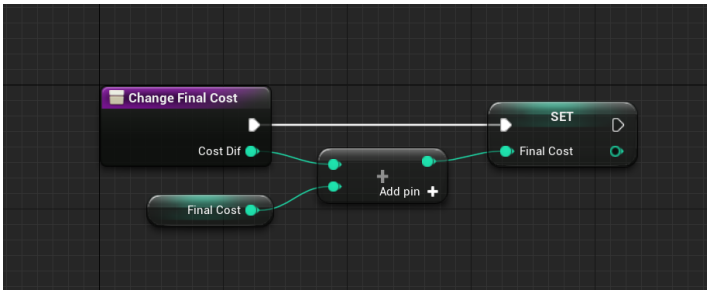 Change Final Cost
SET
Cost Dif
Final Cost
Add pin
Final Cost